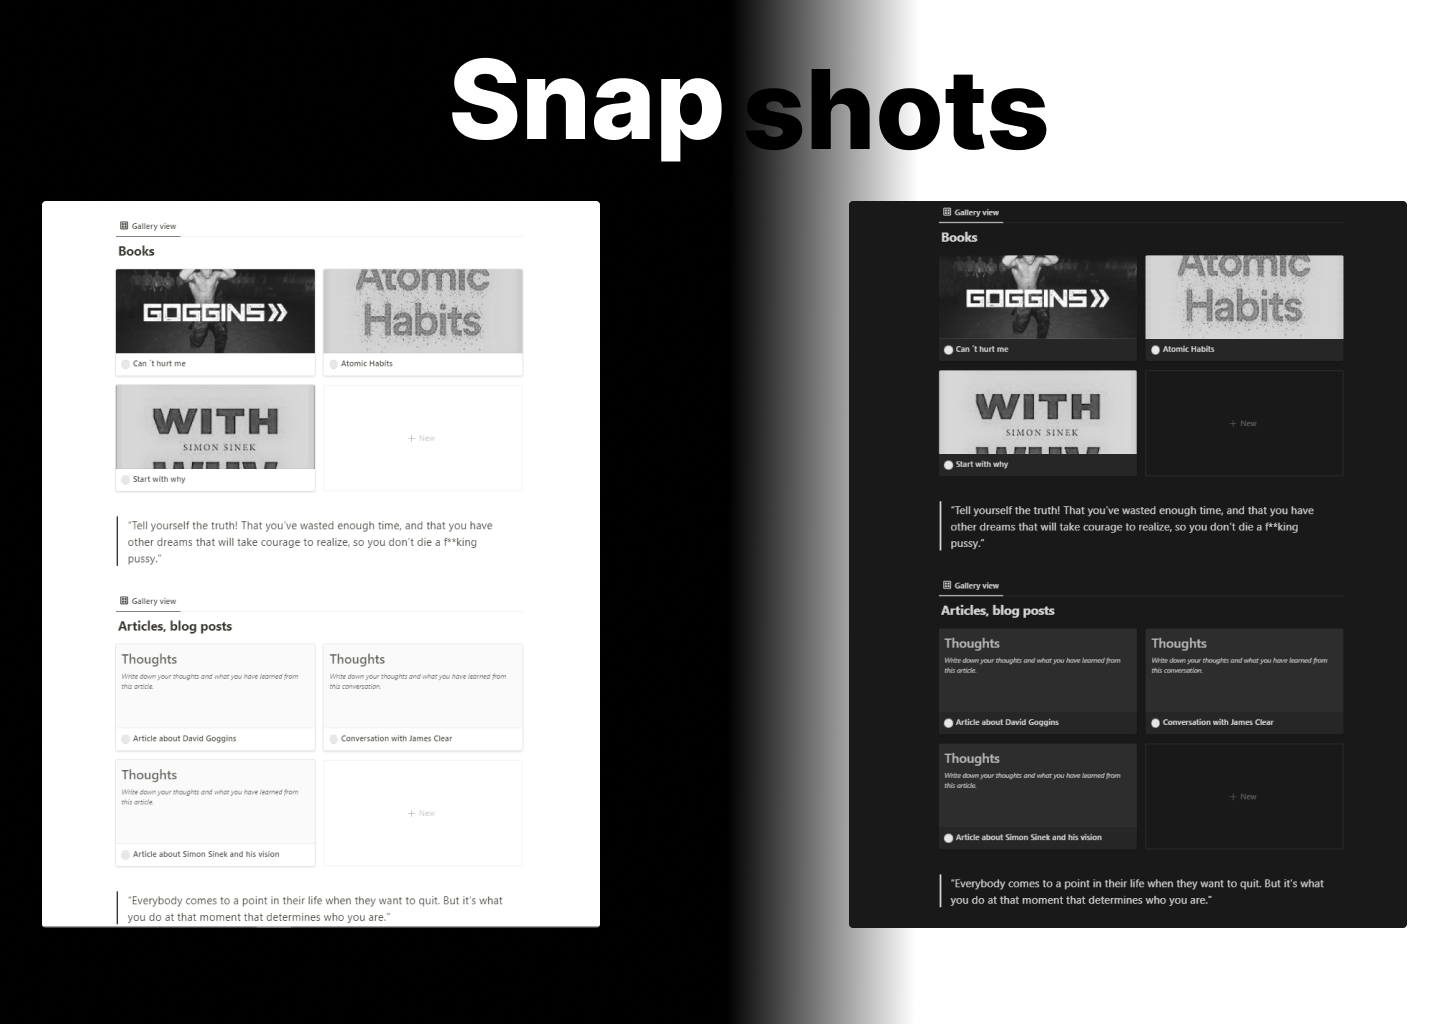 Snap shots
Gallery view
Books
GOGGINS»
Can ´t hurt me
Atomic
Habits
Atomic Habits
WITH
SIMON SINEK
WHY
Start with why
+ New
“Tell yourself the truth! That you’ve wasted enough time, and that you have
other dreams that will take courage to realize, so you don’t die a f**king
pussy.”
Gallery view
Articles, blog posts
Thoughts
Write down your thoughts and what you have learned from
this article.
Article about David Goggins
Thoughts
Write down your thoughts and what you have learned from
this conversation.
Conversation with James Clear
Thoughts
Write down your thoughts and what you have learned from
this article.
Article about Simon Sinek and his vision
+ New
“Everybody comes to a point in their life when they want to quit. But it’s what
you do at that moment that determines who you are.”
Gallery view
Books
GOGGINS»
Can ´t hurt me
Atomic
Habits
Atomic Habits
WITH
SIMON SINEK
WHY
Start with why
+ New
“Tell yourself the truth! That you’ve wasted enough time, and that you have
other dreams that will take courage to realize, so you don’t die a f**king
pussy.”
Gallery view
Articles, blog posts
Thoughts
Write down your thoughts and what you have learned from
this article.
Article about David Goggins
Thoughts
Write down your thoughts and what you have learned from
this conversation.
Conversation with James Clear
Thoughts
Write down your thoughts and what you have learned from
this article.
Article about Simon Sinek and his vision
+ New
“Everybody comes to a point in their life when they want to quit. But it’s what
you do at that moment that determines who you are.”